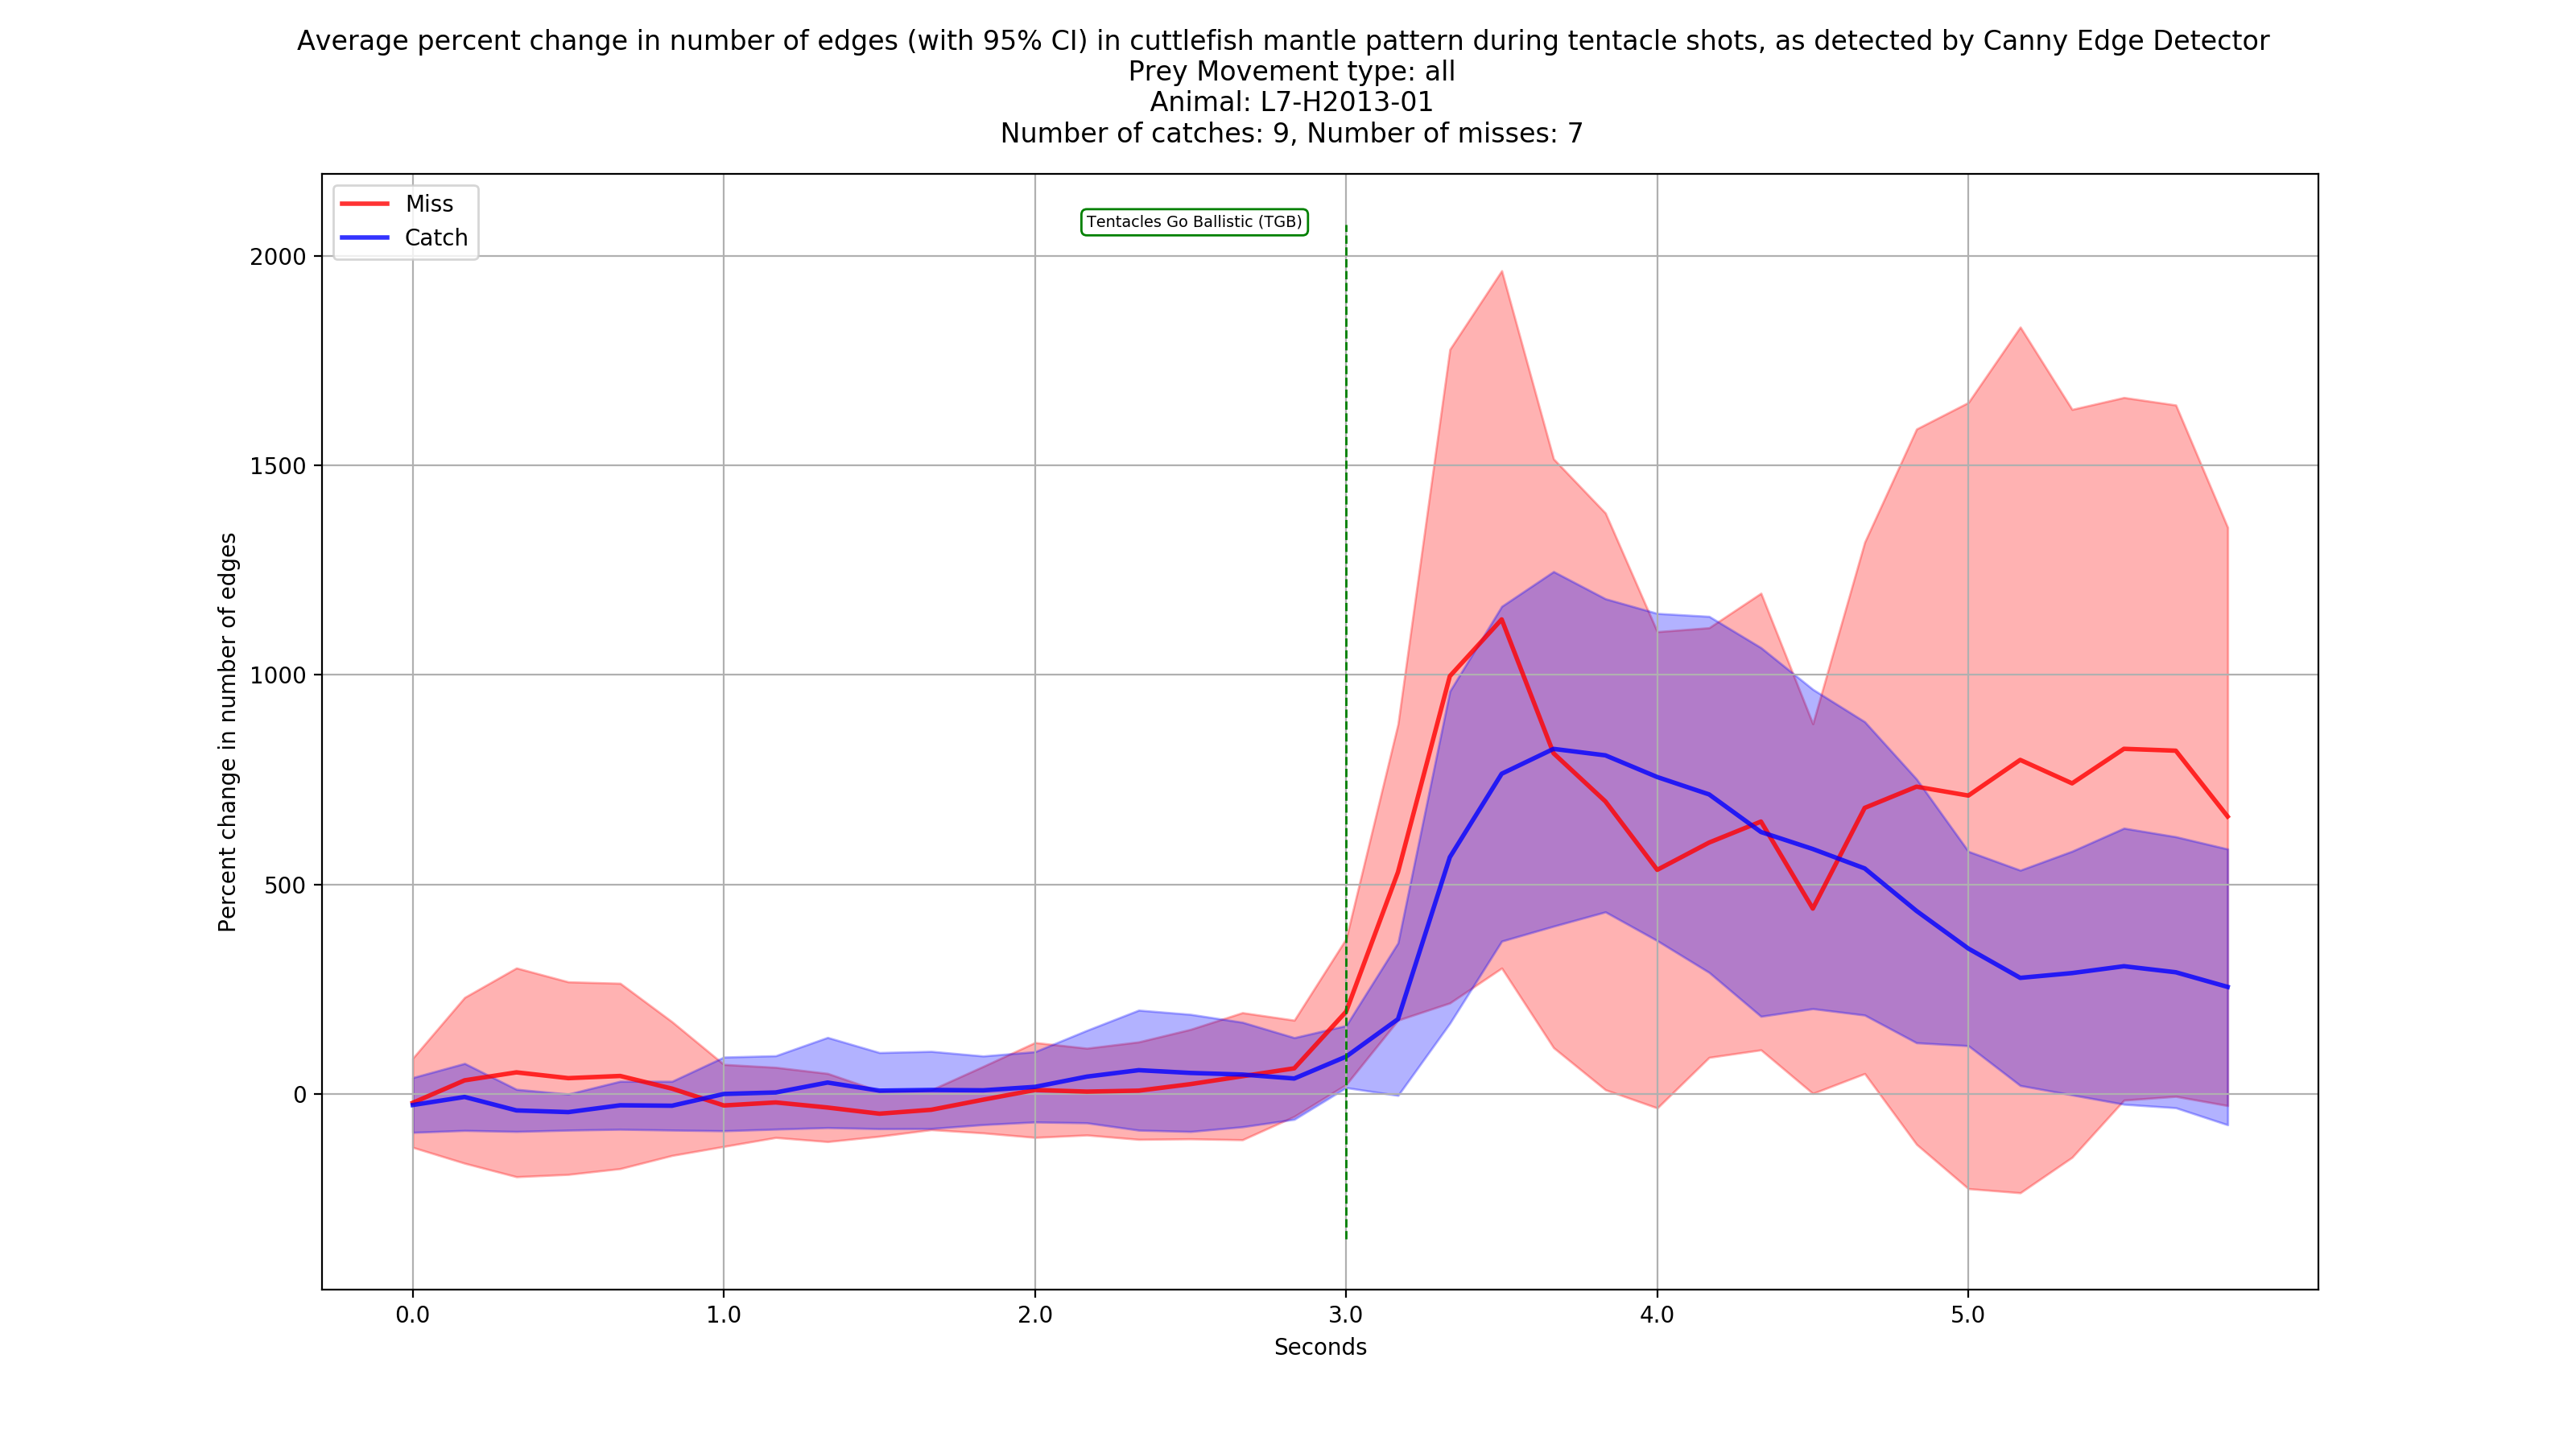 Average percent change in number of edges (with 95% CI) in cuttlefish mantle pattern during tentacle shots, as detected by Canny Edge Detector
Prey Movement type: all
Animal: L7-H2013-01
Number of catches: 9, Number of misses: 7
Miss
Catch
Tentacles Go Ballistic (TGB)
2000
1500
1000
500
0
Percent change in number of edges
0.0
1.0
2.0
3.0
4.0
5.0
Seconds